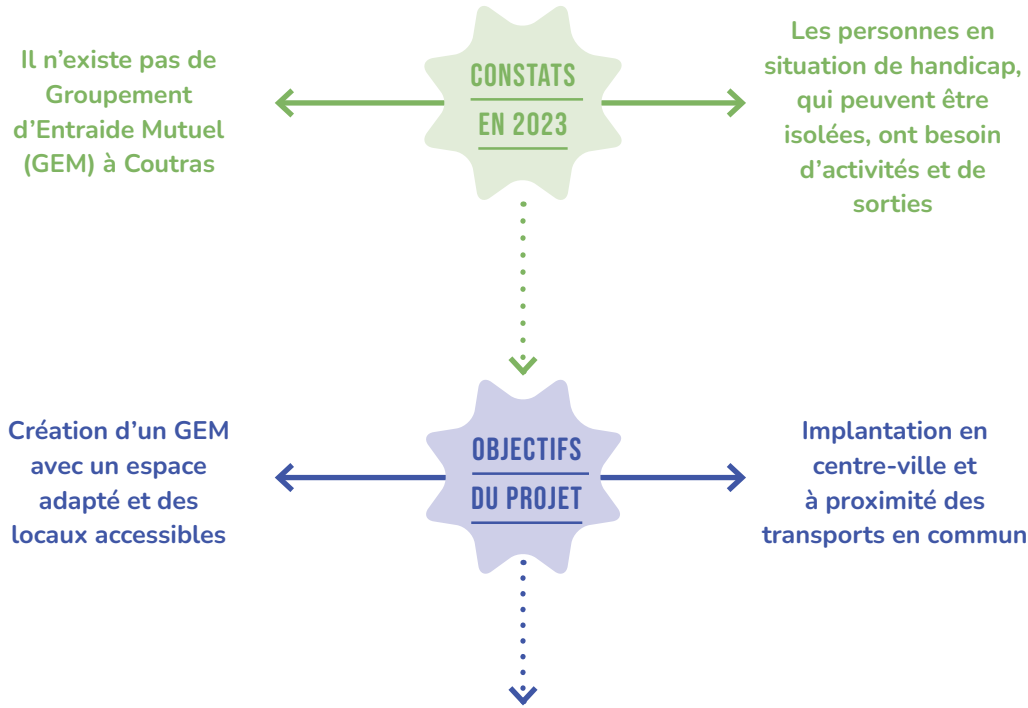 Il n’existe pas de
Groupement
d’Entraide Mutuel
(GEM) à Coutras
CONSTATS
EN 2023
Les personnes en
situation de handicap,
qui peuvent être
isolées, ont besoin
d’activités et de
sorties
Création d’un GEM
avec un espace
adapté et des
locaux accessibles
OBJECTIFS
DU PROJET
Implantation en
centre-ville et
à proximité des
transports en commun